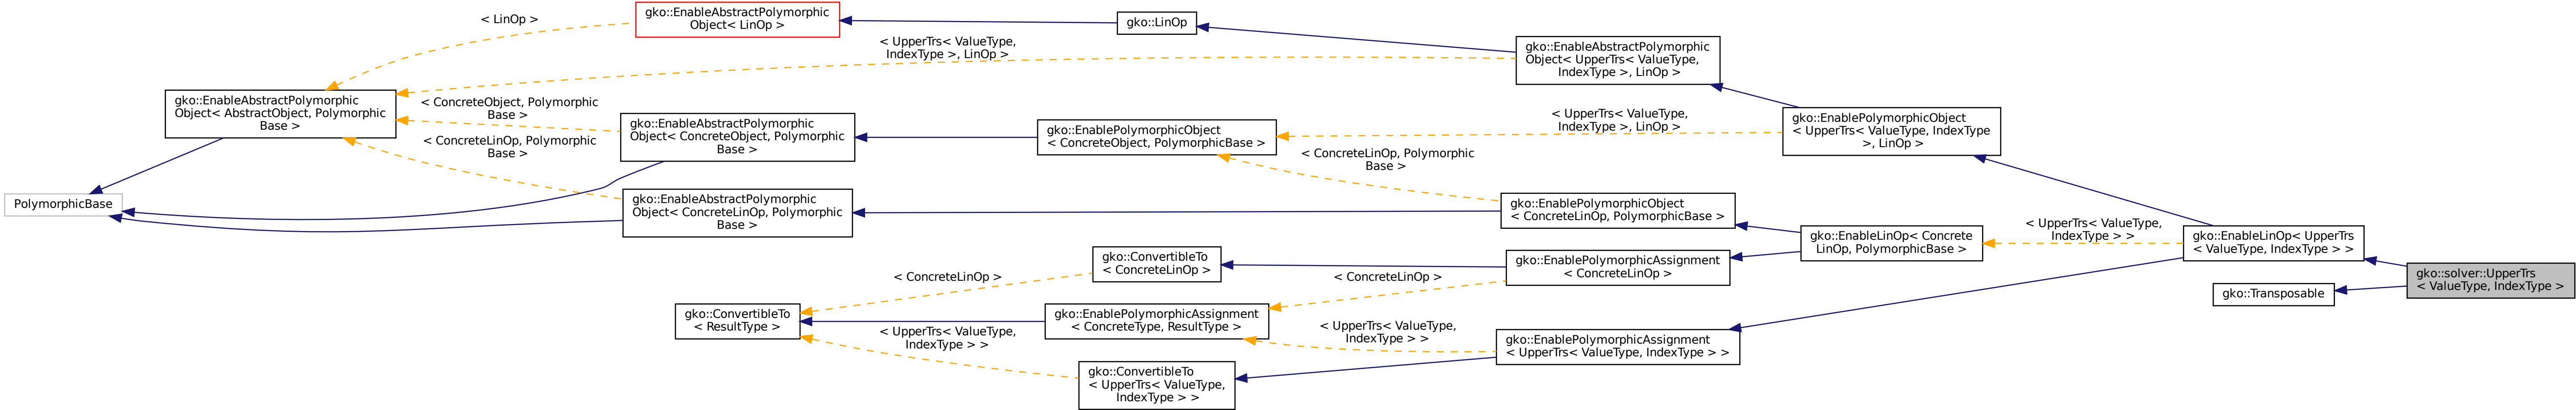 gko::EnableAbstractPolymorphic
Object< LinOp >
< LinOp >
gko::LinOp
< UpperTrs< ValueType,
IndexType >, LinOp >
gko::EnableAbstractPolymorphic
Object< UpperTrs< ValueType,
IndexType >, LinOp >
gko::EnableAbstractPolymorphic
Object< AbstractObject, Polymorphic
Base >
< ConcreteObject, Polymorphic
Base >
< ConcreteLinOp, Polymorphic
Base >
gko::EnableAbstractPolymorphic
Object< ConcreteObject, Polymorphic
Base >
gko::EnablePolymorphicObject
< ConcreteObject, PolymorphicBase >
< UpperTrs< ValueType,
IndexType >, LinOp >
gko::EnablePolymorphicObject
< UpperTrs< ValueType, IndexType
>, LinOp >
< ConcreteLinOp, Polymorphic
Base >
PolymorphicBase
gko::EnableAbstractPolymorphic
Object< ConcreteLinOp, Polymorphic
Base >
gko::EnablePolymorphicObject
< ConcreteLinOp, PolymorphicBase >
gko::EnableLinOp< Concrete
LinOp, PolymorphicBase >
< UpperTrs< ValueType,
IndexType > >
gko::EnableLinOp< UpperTrs
< ValueType, IndexType > >
gko::ConvertibleTo
< ConcreteLinOp >
gko::EnablePolymorphicAssignment
< ConcreteLinOp >
gko::solver::UpperTrs
< ValueType, IndexType >
< ConcreteLinOp >
< ConcreteLinOp >
gko::Transposable
gko::ConvertibleTo
< ResultType >
gko::EnablePolymorphicAssignment
< ConcreteType, ResultType >
< UpperTrs< ValueType,
IndexType > >
< UpperTrs< ValueType,
IndexType > >
gko::EnablePolymorphicAssignment
< UpperTrs< ValueType, IndexType > >
gko::ConvertibleTo
< UpperTrs< ValueType,
IndexType > >